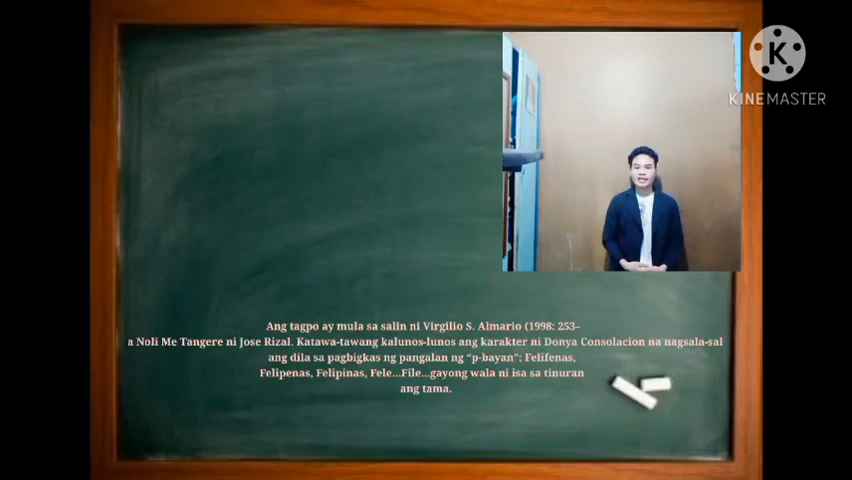 K
KINEMASTER
Ang tagpo ay mula sa salin ni Virgilio S. Almario (1998: 253–
a Noli Me Tangere ni Jose Rizal. Katawa-tawang kalunos-lunos ang karakter ni Donya Consolacion na nagsala-sal
ang dila sa pagbigkas ng pangalan ng “p-bayan”: Felifenas,
Felipenas, Felipinas, Fele...File...gayong wala ni isa sa tinuran
ang tama.